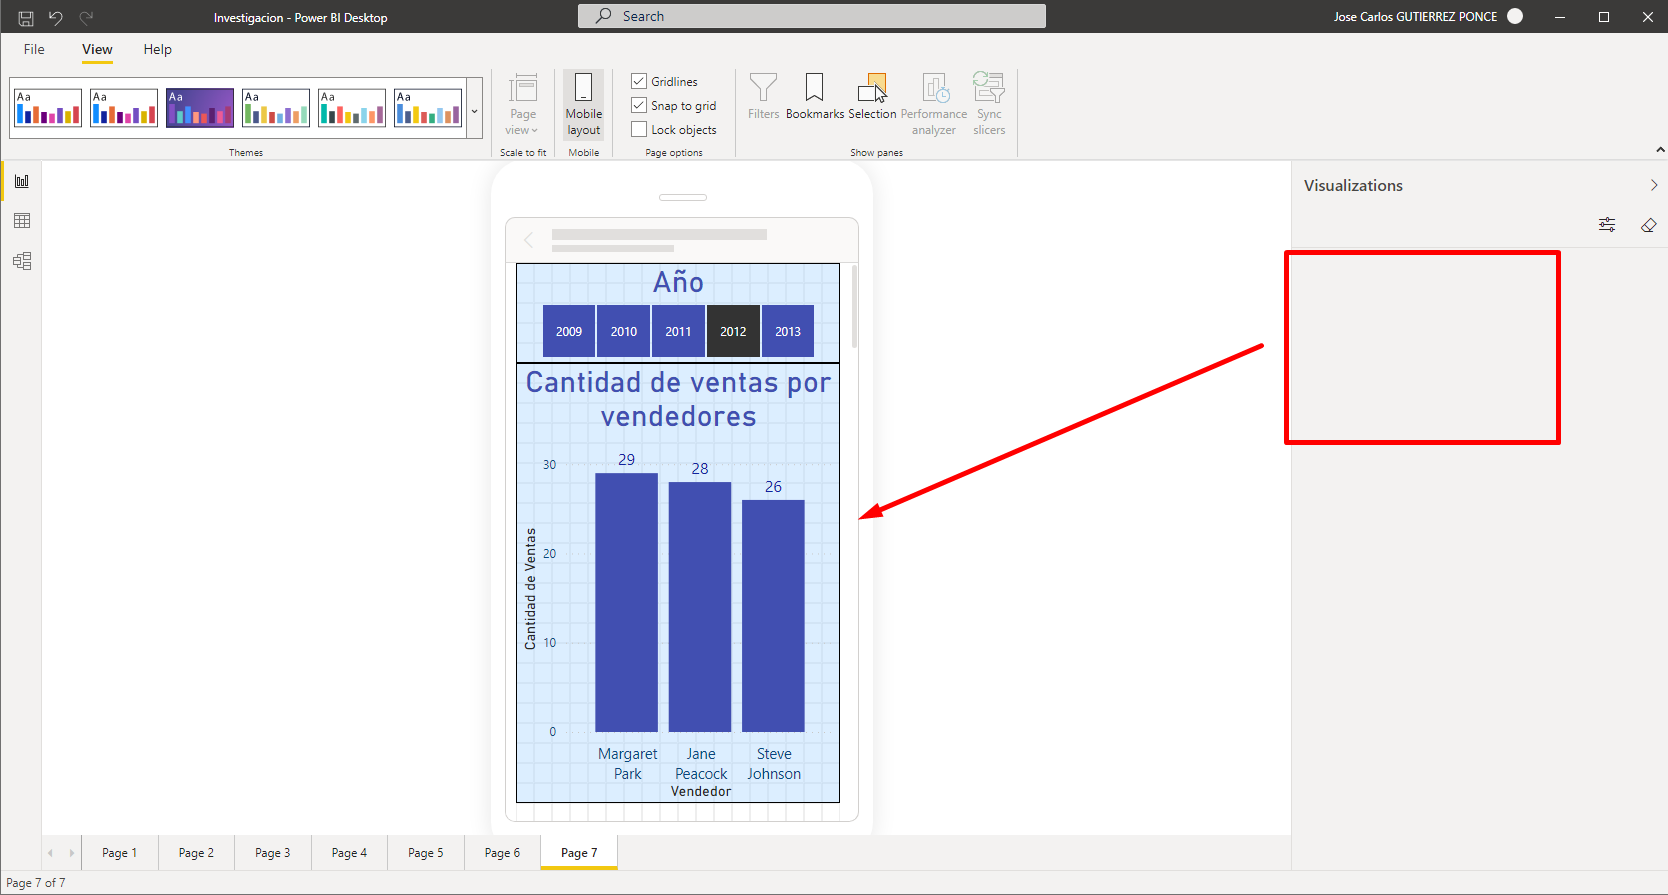 Investigacion - Power BI Desktop
Search
Jose Carlos GUTIERREZ PONCE
File
View
Help
Aa
Aa
Aa
Aa
Aa
Aa
Themes
Page view
Scale to fit
Mobile layout
Mobile
Gridlines
Snap to grid
Lock objects
Page options
Filters
Bookmarks
Selection
Performance analyzer
Sync slicers
Show panes
Visualizations
Año
2009
2010
2011
2012
2013
Cantidad de ventas por
vendedores
30
20
10
0
Cantidad de Ventas
29
28
26
Margaret Park
Jane Peacock
Steve Johnson
Vendedor
Page 1
Page 2
Page 3
Page 4
Page 5
Page 6
Page 7
Page 7 of 7